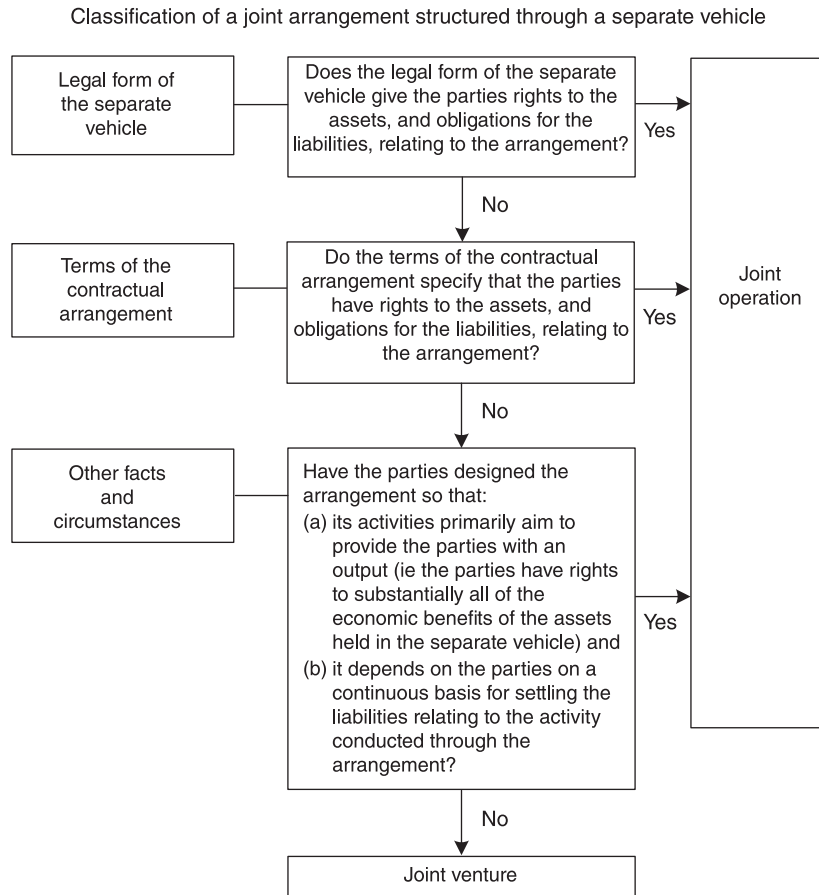 Classification of a joint arrangement structured through a separate vehicle
Legal form of
the separate
vehicle
Does the legal form of the separate
vehicle give the parties rights to the
assets, and obligations for the
liabilities, relating to the arrangement?
Yes
No
Terms of the
contractual
arrangement
Do the terms of the contractual
arrangement specify that the parties
have rights to the assets, and
obligations for the liabilities, relating to
the arrangement?
Yes
Joint
operation
No
Other facts
and
circumstances
Have the parties designed the
arrangement so that:
(a) its activities primarily aim to
provide the parties with an
output (ie the parties have rights
to substantially all of the
economic benefits of the assets
held in the separate vehicle) and
(b) it depends on the parties on a
continuous basis for settling the
liabilities relating to the activity
conducted through the
arrangement?
Yes
No
Joint venture